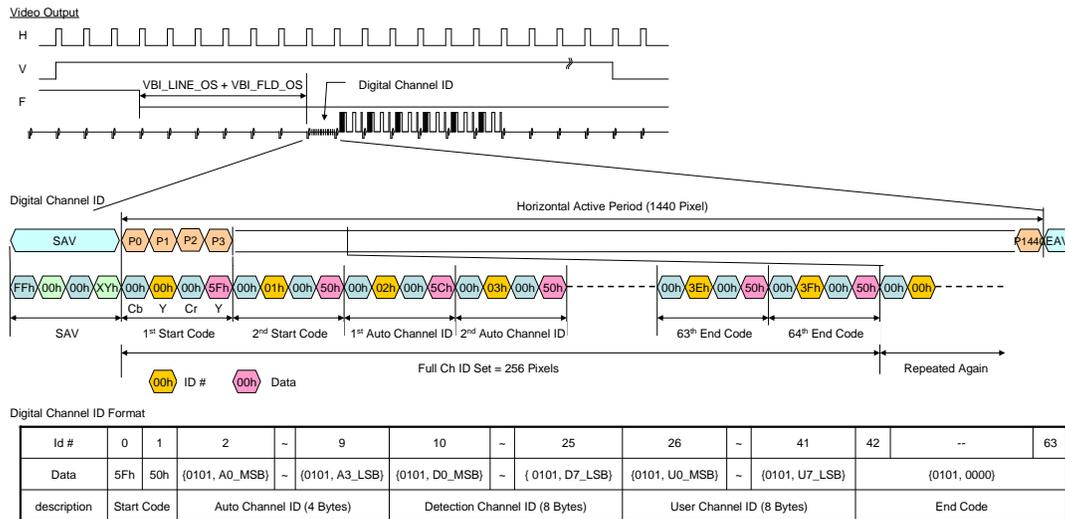 Video Output
H
V
VBI_LINE_OS + VBI_FLD_OS
Digital Channel ID
F
Digital Channel ID
Horizontal Active Period (1440 Pixel)
SAV P0 P1 P2 P3 P1440 EAV
FFh 00h 00h XYh 00h 00h 00h 5Fh 00h 01h 00h 50h 00h 02h 00h 5Ch 00h 03h 00h 50h 00h 3Eh 00h 50h 00h 3Fh 00h 50h 00h 00h
Cb Y Cr Y
SAV 1st Start Code 2nd Start Code 1st Auto Channel ID 2nd Auto Channel ID 63th End Code 64th End Code
Full Ch ID Set = 256 Pixels Repeated Again
00h ID # 00h Data
Digital Channel ID Format
Id # 0 1 2 ~ 9 10 ~ 25 26 ~ 41 42 -- 63
Data 5Fh 50h {0101, A0_MSB} ~ {0101, A3_LSB} {0101, D0_MSB} ~ { 0101, D7_LSB} {0101, U0_MSB} ~ {0101, U7_LSB} {0101, 0000}
description Start Code Auto Channel ID (4 Bytes) Detection Channel ID (8 Bytes) User Channel ID (8 Bytes) End Code